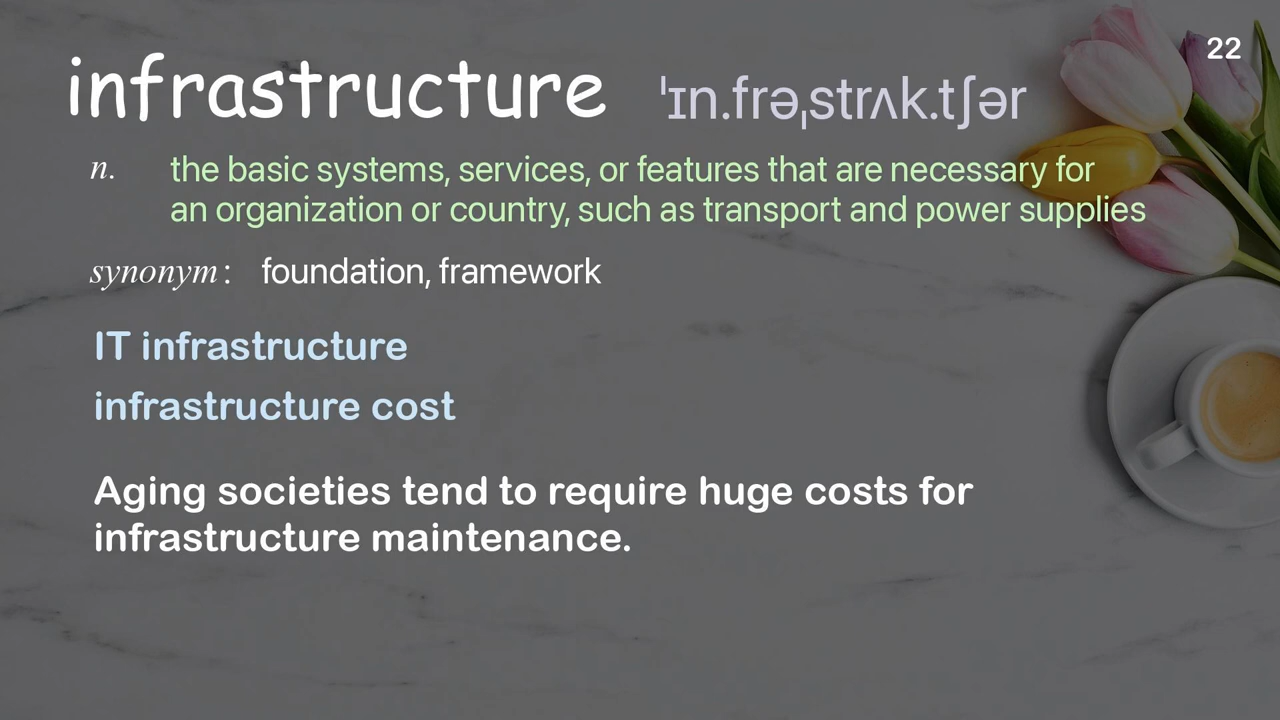 22
infrastructure ˈɪn.frəˌstrʌk.tʃər
n. the basic systems, services, or features that are necessary for
an organization or country, such as transport and power supplies
synonym: foundation, framework
IT infrastructure
infrastructure cost
Aging societies tend to require huge costs for
infrastructure maintenance.